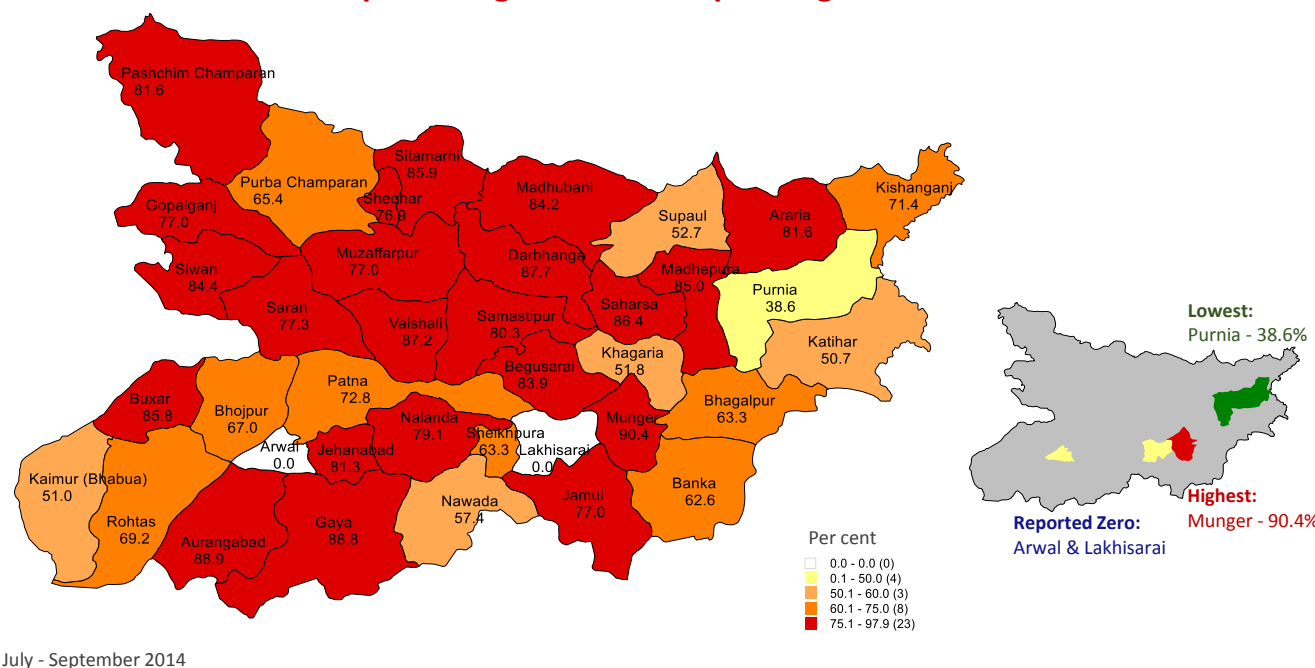 Pashchim Champaran
81.6
Sitamarhi
85.9
Purba Champaran
65.4
Sheohar
76.9
Madhubani
84.2
Kishanganj
71.4
Gopalganj
77.0
Supaul
52.7
Araria
81.6
Muzaffarpur
77.0
Darbhanga
87.7
Siwan
84.4
Madhepura
85.0
Purnia
38.6
Saran
77.3
Vaishali
87.2
Samastipur
80.3
Saharsa
86.4
Katihar
50.7
Khagaria
51.8
Begusarai
83.9
Patna
72.8
Buxar
85.8
Bhojpur
67.0
Bhagalpur
63.3
Nalanda
79.1
Munger
90.4
Sheikhpura
63.3
Arwal
0.0
Jehanabad
81.3
Lakhisarai
0.0
Kaimur (Bhabua)
51.0
Banka
62.6
Nawada
57.4
Jamui
77.0
Rohtas
69.2
Gaya
88.8
Aurangabad
88.9
Per cent
0.0 - 0.0 (0)
0.1 - 50.0 (4)
50.1 - 60.0 (3)
60.1 - 75.0 (8)
75.1 - 97.9 (23)
Lowest:
Purnia - 38.6%
Highest:
Munger - 90.4%
Reported Zero:
Arwal & Lakhisarai
July - September 2014